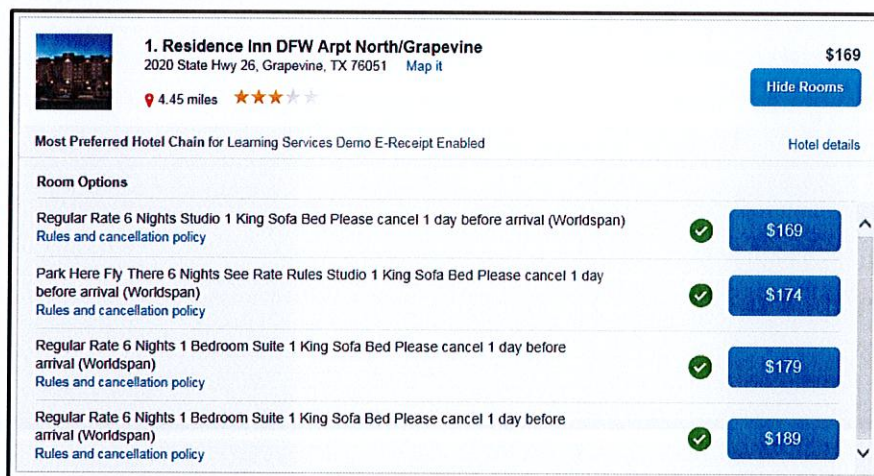 1. Residence Inn DFW Arpt North/Grapevine
2020 State Hwy 26, Grapevine, TX 76051 Map it
$169
Hide Rooms
4.45 miles
Most Preferred Hotel Chain for Learning Services Demo E-Receipt Enabled
Hotel details
Room Options
Regular Rate 6 Nights Studio 1 King Sofa Bed Please cancel 1 day before arrival (Worldspan)
Rules and cancellation policy
$169
Park Here Fly There 6 Nights See Rate Rules Studio 1 King Sofa Bed Please cancel 1 day
before arrival (Worldspan)
Rules and cancellation policy
$174
Regular Rate 6 Nights 1 Bedroom Suite 1 King Sofa Bed Please cancel 1 day before
arrival (Worldspan)
Rules and cancellation policy
$179
Regular Rate 6 Nights 1 Bedroom Suite 1 King Sofa Bed Please cancel 1 day before
arrival (Worldspan)
Rules and cancellation policy
$189